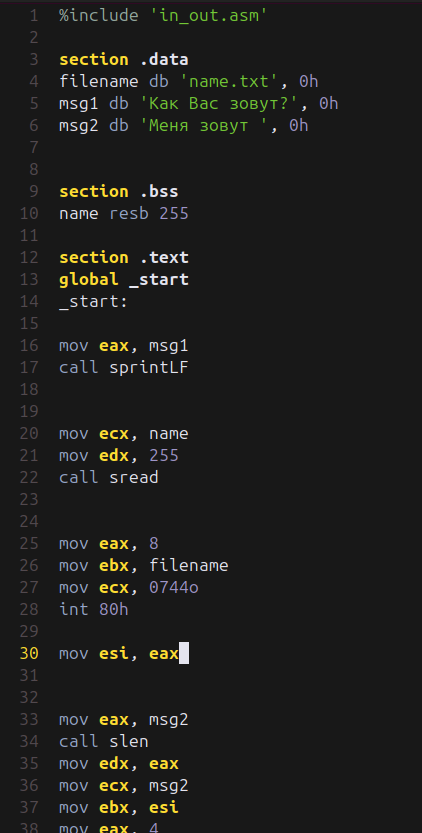 1 %include 'in_out.asm'
2
3 section .data
4 filename db 'name.txt', 0h
5 msg1 db 'Как Вас зовут?', 0h
6 msg2 db 'Меня зовут ', 0h
7
8
9 section .bss
10 name resb 255
11
12 section .text
13 global _start
14 _start:
15
16 mov eax, msg1
17 call sprintLF
18
19
20 mov ecx, name
21 mov edx, 255
22 call sread
23
24
25 mov eax, 8
26 mov ebx, filename
27 mov ecx, 0744o
28 int 80h
29
30 mov esi, eax
31
32
33 mov eax, msg2
34 call slen
35 mov edx, eax
36 mov ecx, msg2
37 mov ebx, esi
38 mov eax, 4